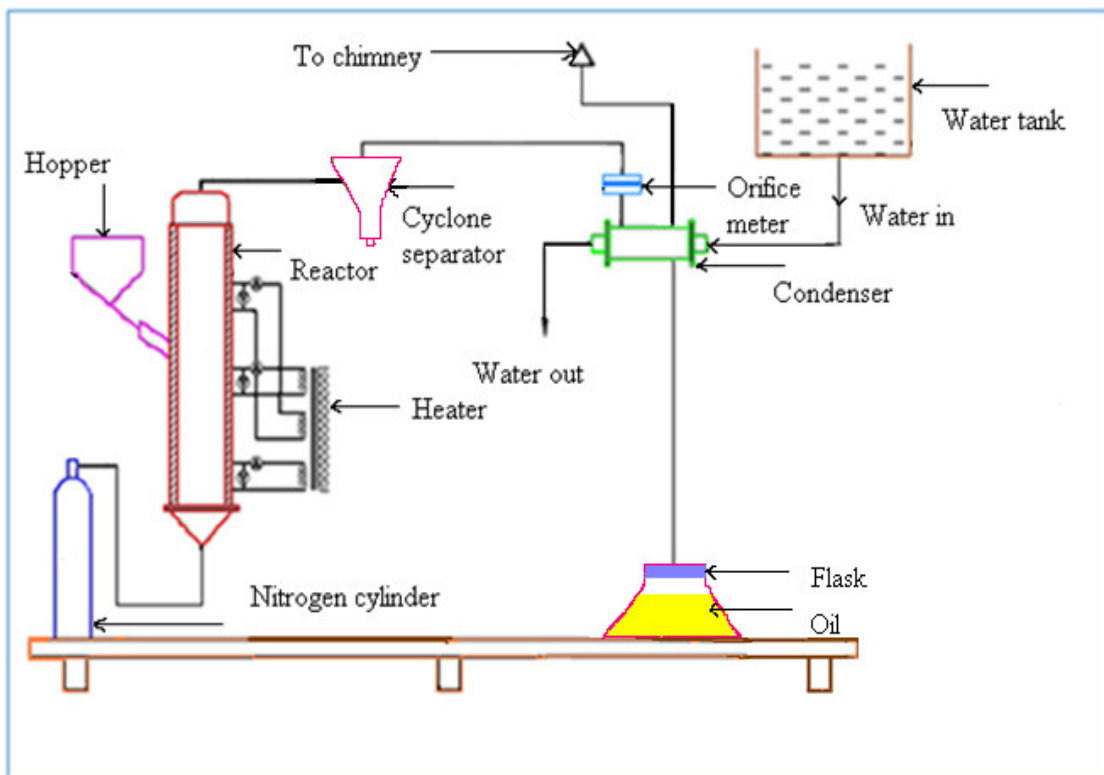 To chimney
Water tank
Hopper
Orifice
meter
Water in
Cyclone
separator
Reactor
Condenser
Water out
Heater
Flask
Nitrogen cylinder
Oil